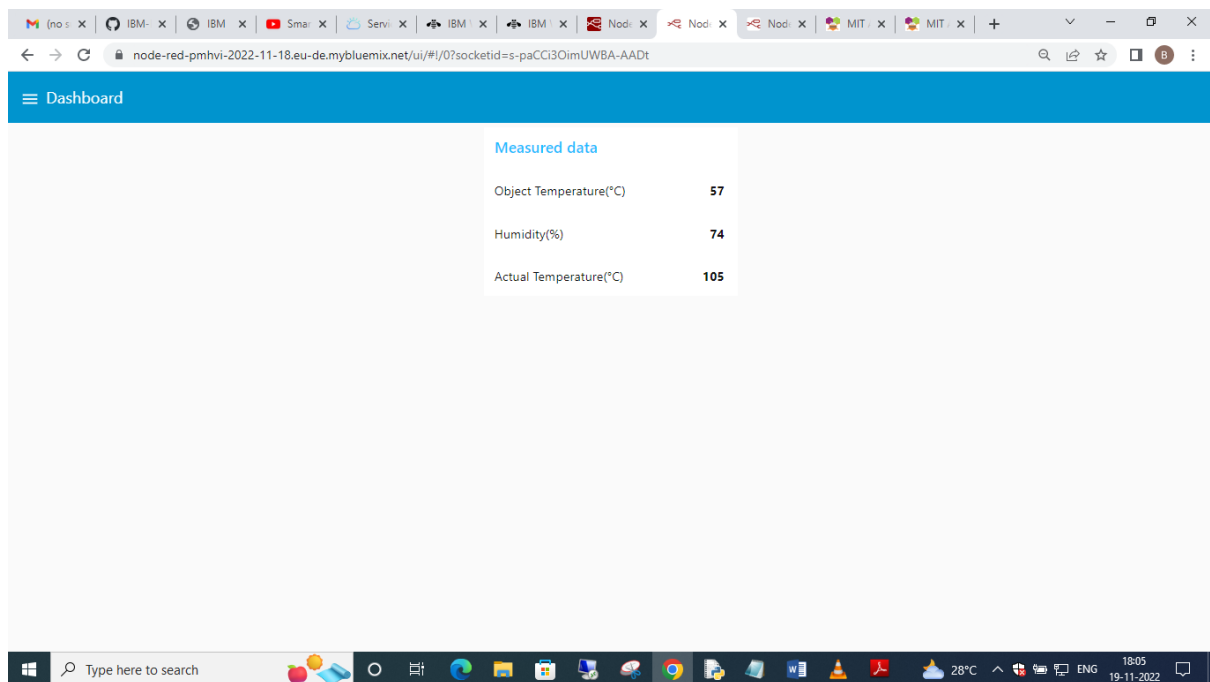 (no s IBM- IBM Smar Servi IBM \ IBM \ Node Node Node MIT A MIT A
node-red-pmhvi-2022-11-18.eu-de.mybluemix.net/ui/#!/0?socketid=s-paCCi3OimUWBA-AADt B
Dashboard
Measured data
Object Temperature(°C) 57
Humidity(%) 74
Actual Temperature(°C) 105
Type here to search 28°C ENG 18:05
19-11-2022